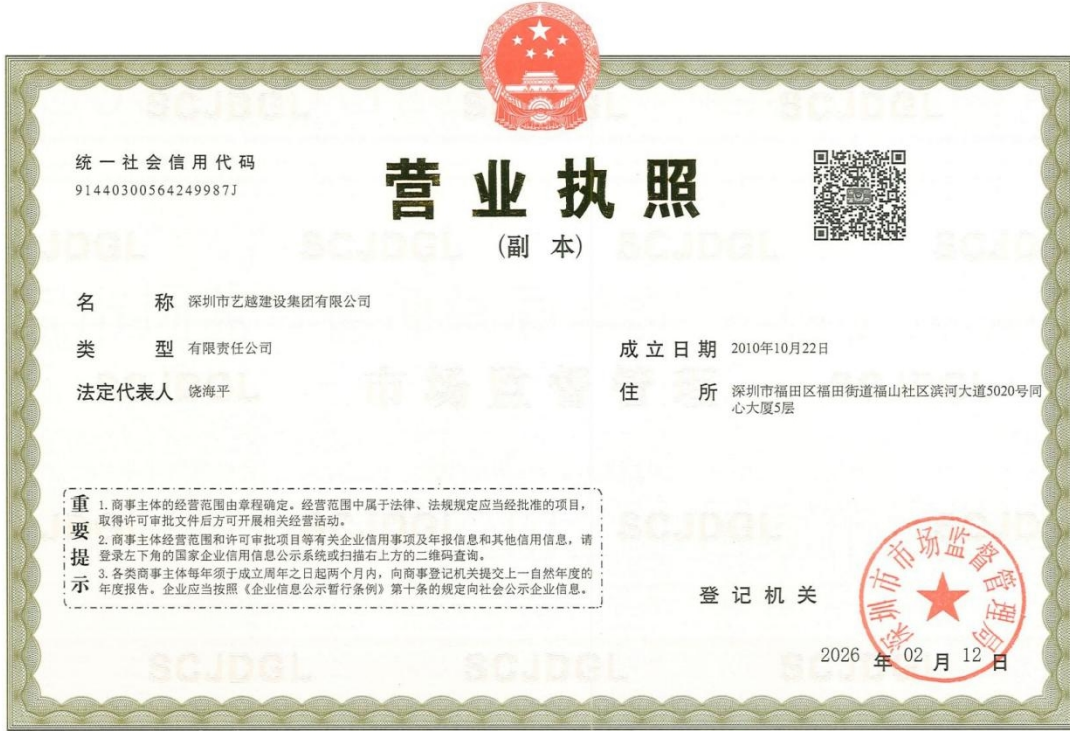 统一社会信用代码
91440300564249987J
营业执照
(副 本)
名 称 深圳市艺越建设集团有限公司
类 型 有限责任公司
法定代表人 饶海平
成立日期 2010年10月22日
住 所 深圳市福田区福田街道福山社区滨河大道5020号同
心大厦5层
重要提示
1. 商事主体的经营范围由章程确定。经营范围中属于法律、法规规定应当经批准的项目,
取得许可审批文件后方可开展相关经营活动。
2. 商事主体经营范围和许可审批项目等有关企业信用事项及年报信息和其他信用信息,请
登录左下角的国家企业信用信息公示系统或扫描右上方的二维码查询。
3. 各类商事主体每年须于成立周年之日起两个月内,向商事登记机关提交上一自然年度的
年度报告。企业应当按照《企业信息公示暂行条例》第十条的规定向社会公示企业信息。
登记机关
深圳市市场监督管理局
2026 年 02 月 12 日
SCJDGL
市场监督管理